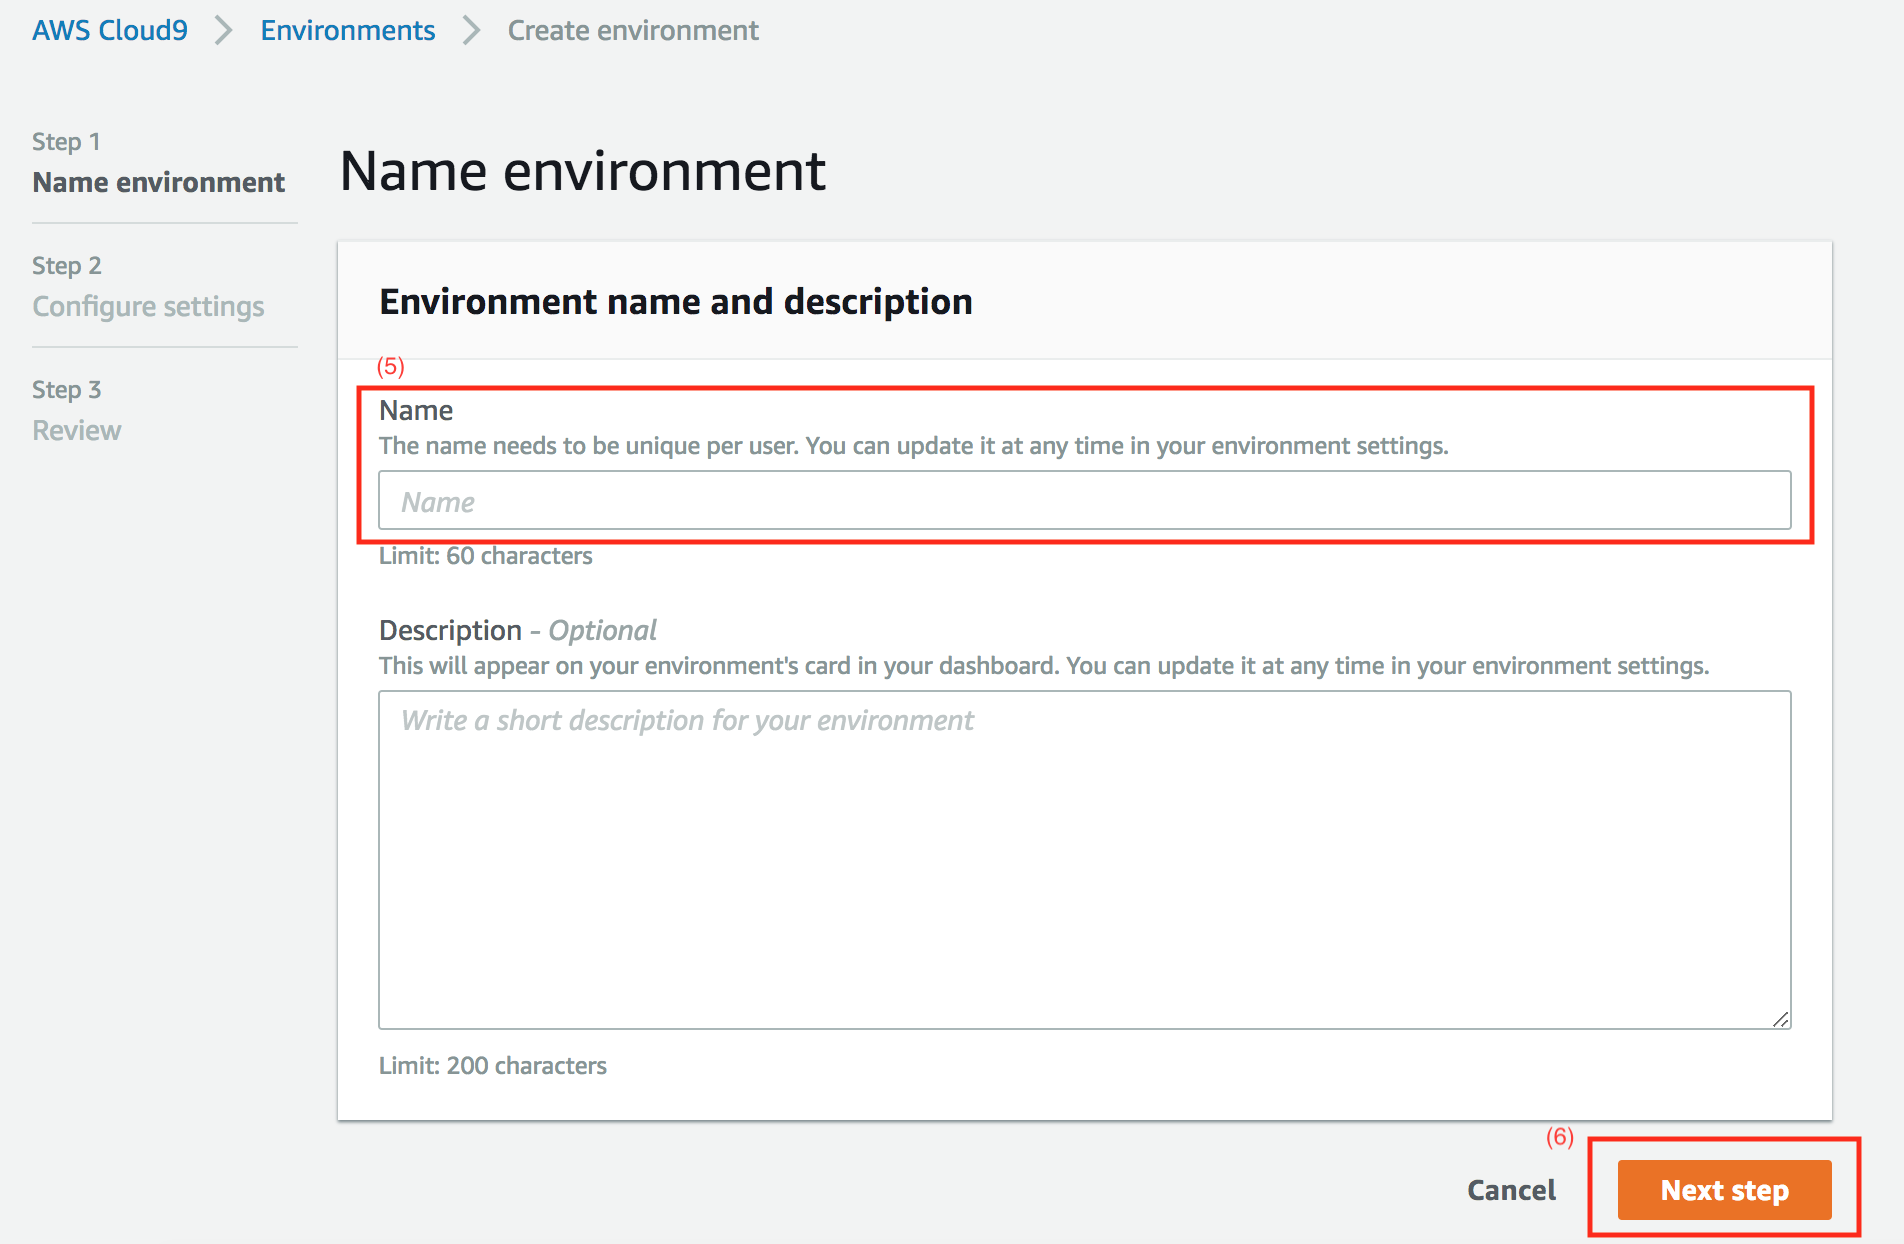 AWS Cloud9 > Environments > Create environment
Step 1
Name environment
Step 2
Configure settings
Step 3
Review
Name environment
Environment name and description
(5)
Name
The name needs to be unique per user. You can update it at any time in your environment settings.
Name
Limit: 60 characters
Description - Optional
This will appear on your environment's card in your dashboard. You can update it at any time in your environment settings.
Write a short description for your environment
Limit: 200 characters
(6)
Cancel
Next step